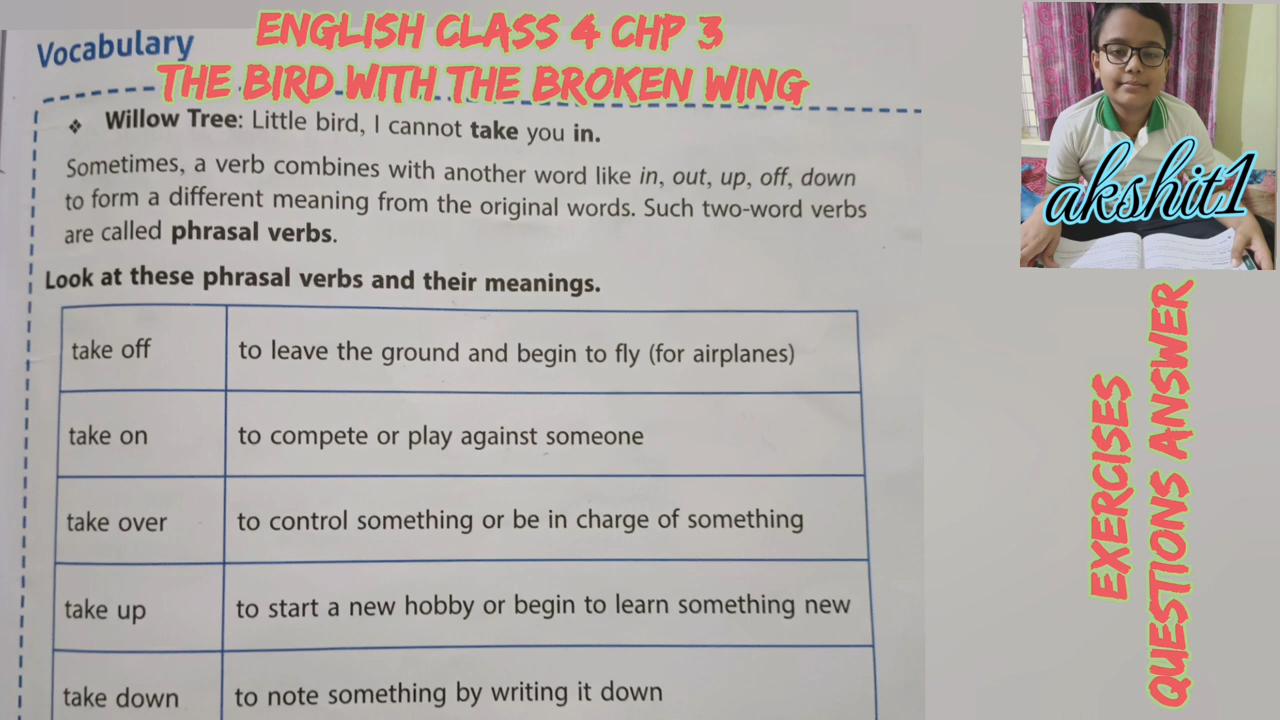 ENGLISH CLASS 4 CHP 3
THE BIRD WITH THE BROKEN WING
Vocabulary
❖ Willow Tree: Little bird, I cannot take you in.
Sometimes, a verb combines with another word like in, out, up, off, down
to form a different meaning from the original words. Such two-word verbs
are called phrasal verbs.
Look at these phrasal verbs and their meanings.
take off to leave the ground and begin to fly (for airplanes)
take on to compete or play against someone
take over to control something or be in charge of something
take up to start a new hobby or begin to learn something new
take down to note something by writing it down
akshit1
EXERCISES
QUESTIONS ANSWER